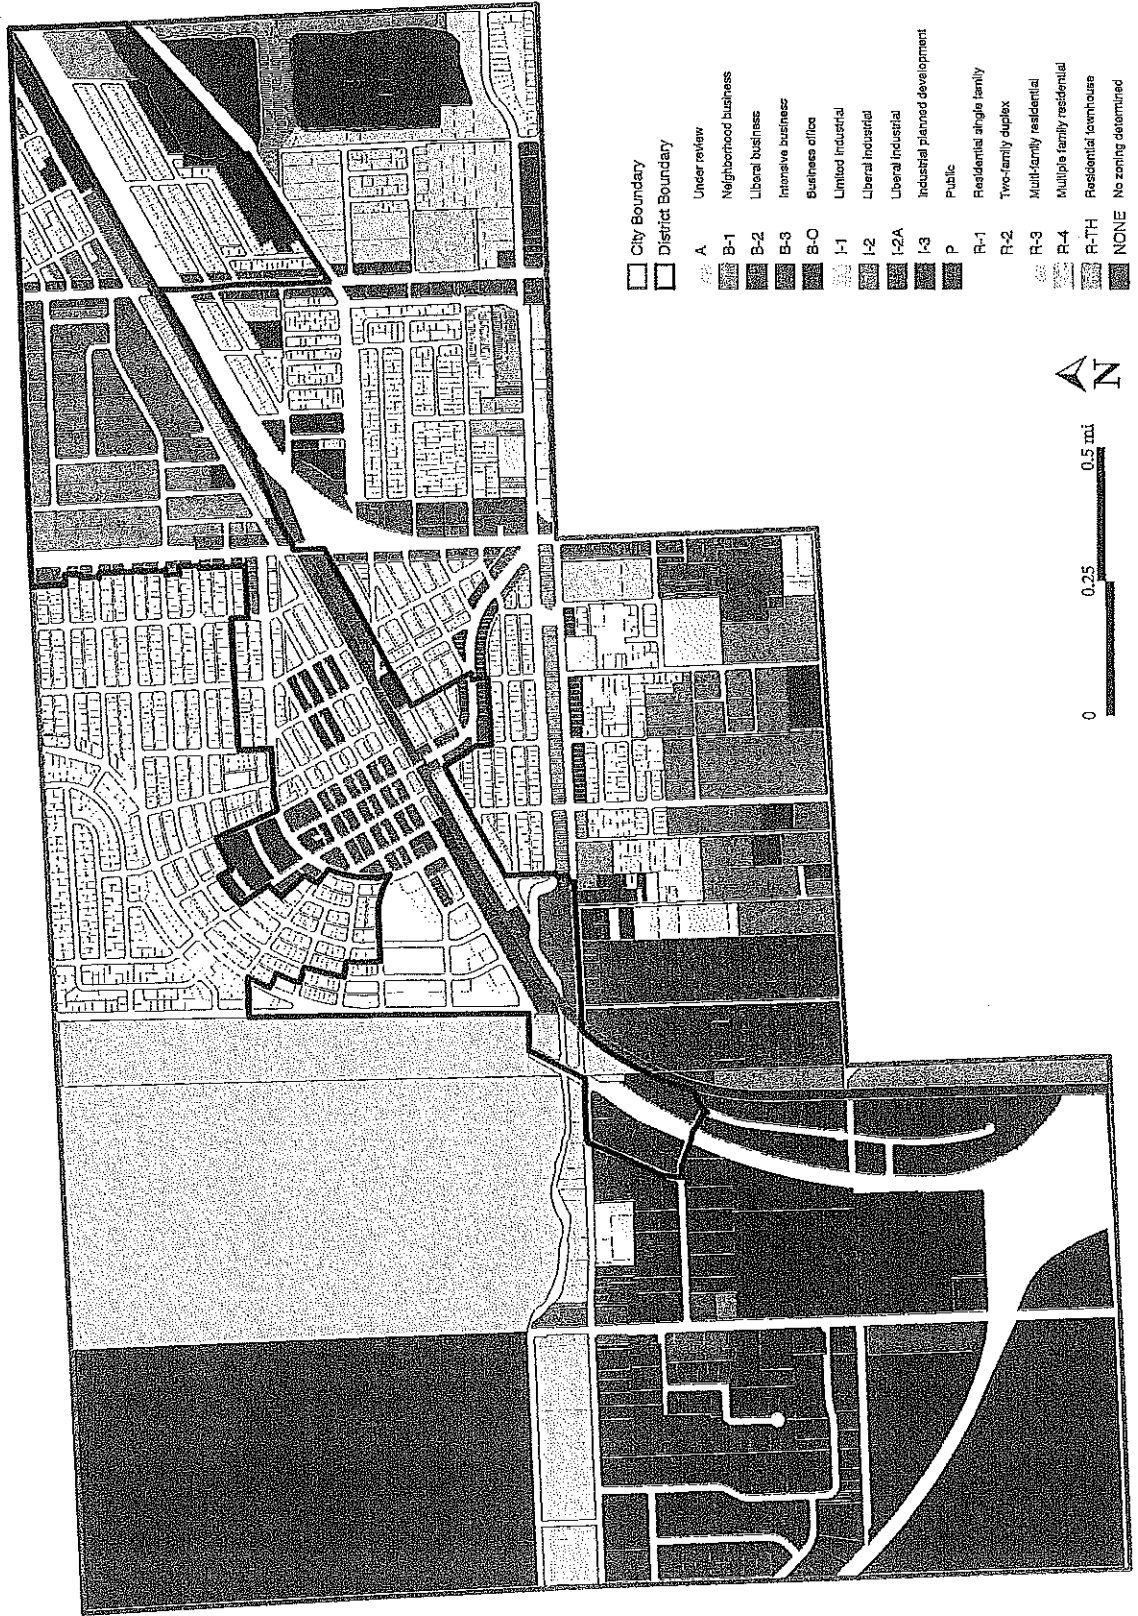 City Boundary
District Boundary
A Under review
B-1 Neighborhood business
B-2 Liberal business
B-3 Intensive business
B-O Business office
I-1 Limited industrial
I-2 Liberal industrial
I-2A Liberal industrial
I-3 Industrial planned development
P Public
R-1 Residential single family
R-2 Two-family duplex
R-3 Multi-family residential
R-4 Multiple family residential
R-TH Residential townhouse
NONE No zoning determined
N
0 0.25 0.5 mi